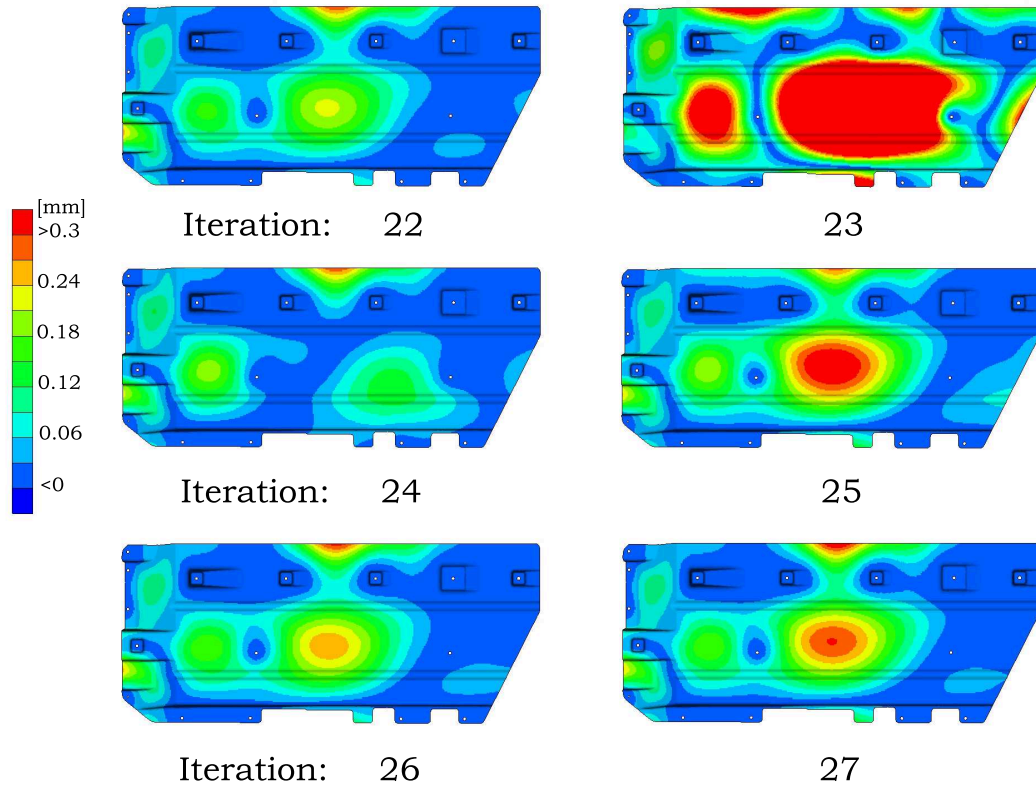 Iteration: 22
23
[mm]
>0.3
0.24
0.18
0.12
0.06
<0
Iteration: 24
25
Iteration: 26
27